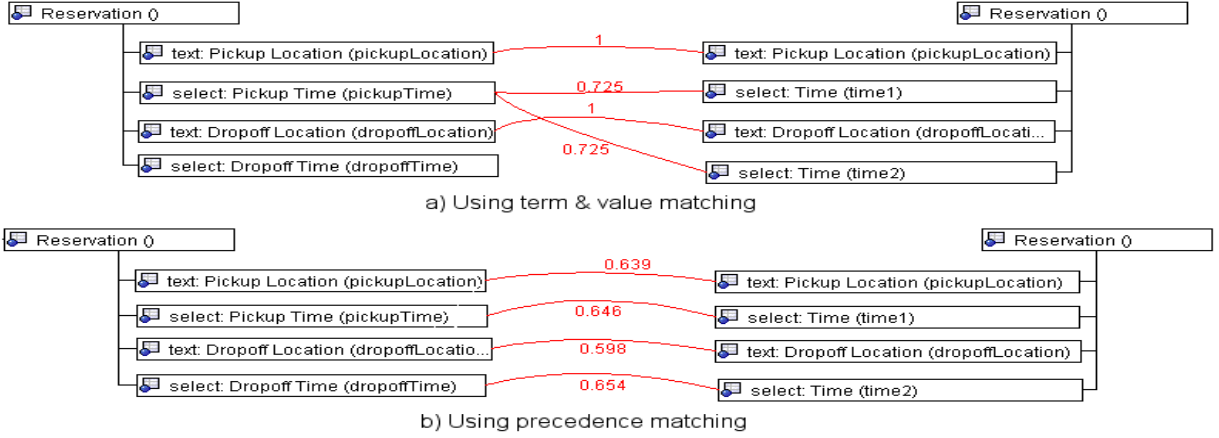 Reservation () Reservation ()
1
text: Pickup Location (pickupLocation) text: Pickup Location (pickupLocation)
0.725
select: Pickup Time (pickupTime) select: Time (time1)
1
text: Dropoff Location (dropoffLocation) text: Dropoff Location (dropoffLocati...
0.725
select: Dropoff Time (dropoffTime) select: Time (time2)
a) Using term & value matching
Reservation () Reservation ()
0.639
text: Pickup Location (pickupLocation) text: Pickup Location (pickupLocation)
0.646
select: Pickup Time (pickupTime) select: Time (time1)
0.598
text: Dropoff Location (dropoffLocatio... text: Dropoff Location (dropoffLocation)
0.654
select: Dropoff Time (dropoffTime) select: Time (time2)
b) Using precedence matching